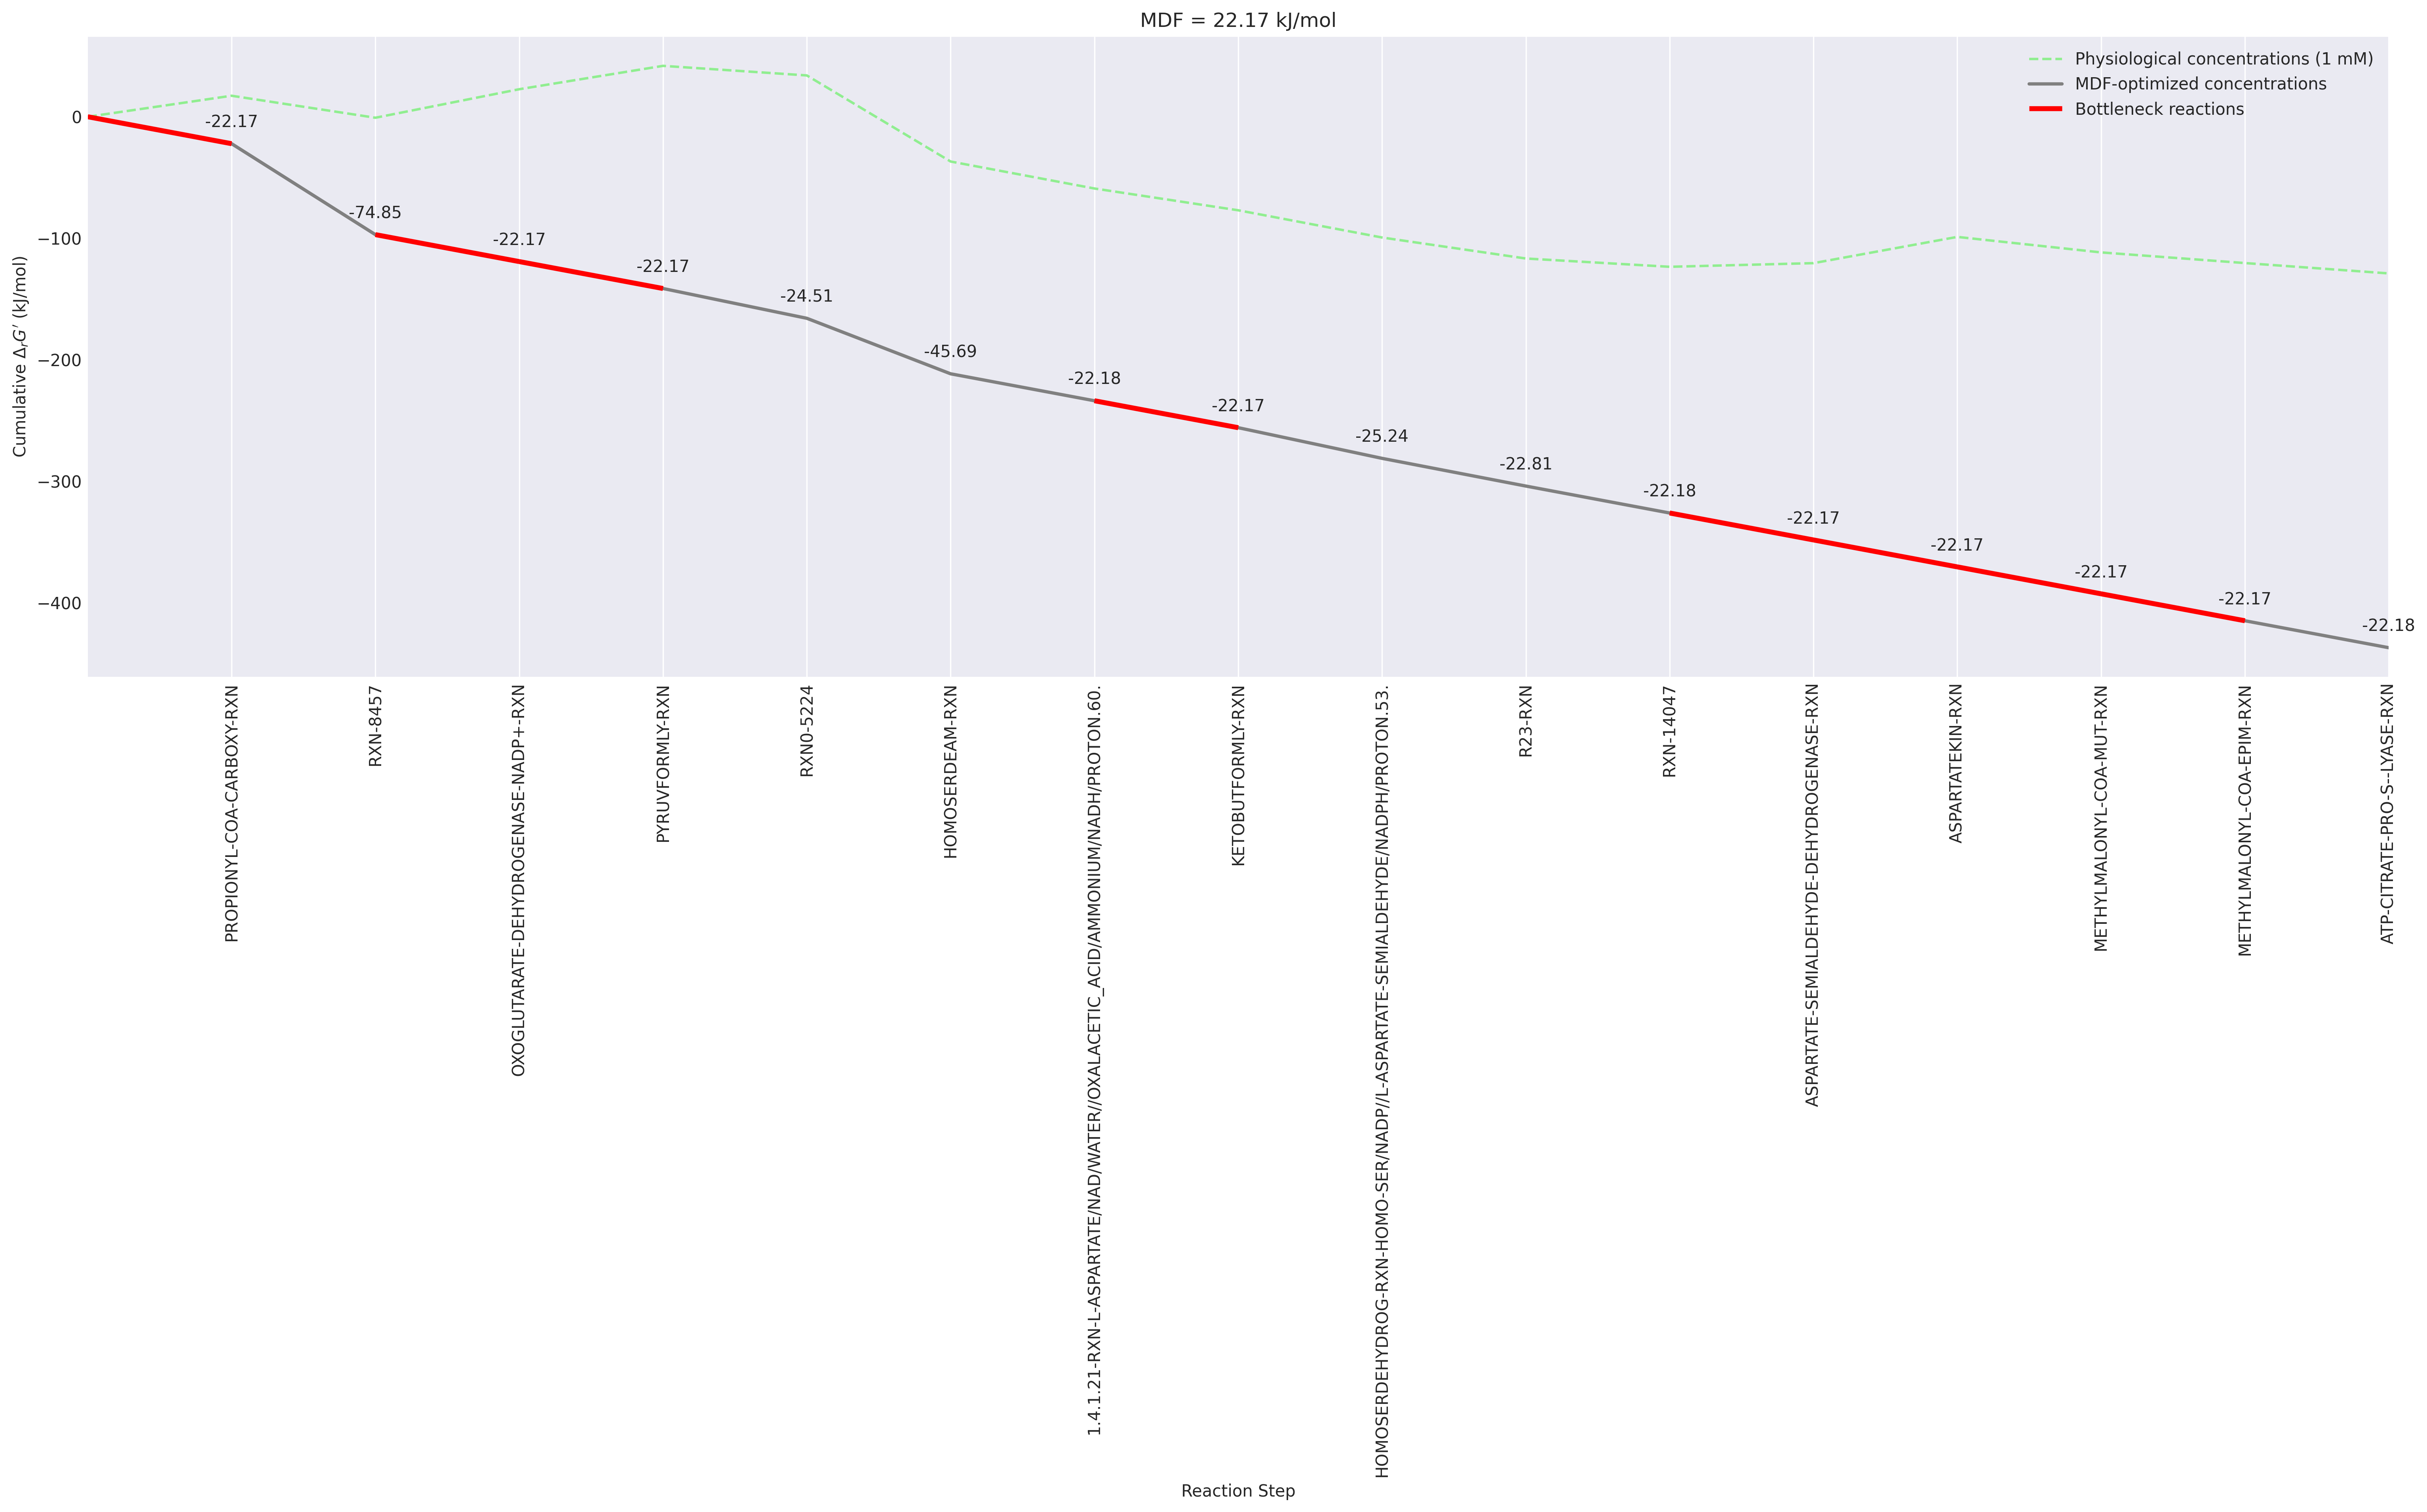 MDF = 22.17 kJ/mol
Physiological concentrations (1 mM)
MDF-optimized concentrations
Bottleneck reactions
Cumulative ΔᵣG′ (kJ/mol)
0
−100
−200
−300
−400
-22.17
-74.85
-22.17
-22.17
-24.51
-45.69
-22.18
-22.17
-25.24
-22.81
-22.18
-22.17
-22.17
-22.17
-22.17
-22.18
PROPIONYL-COA-CARBOXY-RXN
RXN-8457
OXOGLUTARATE-DEHYDROGENASE-NADP+-RXN
PYRUVFORMLY-RXN
RXN0-5224
HOMOSERDEAM-RXN
1.4.1.21-RXN-L-ASPARTATE/NAD/WATER//OXALACETIC_ACID/AMMONIUM/NADH/PROTON.60.
KETOBUTFORMLY-RXN
HOMOSERDEHYDROG-RXN-HOMO-SER/NADP//L-ASPARTATE-SEMIALDEHYDE/NADPH/PROTON.53.
R23-RXN
RXN-14047
ASPARTATE-SEMIALDEHYDE-DEHYDROGENASE-RXN
ASPARTATEKIN-RXN
METHYLMALONYL-COA-MUT-RXN
METHYLMALONYL-COA-EPIM-RXN
ATP-CITRATE-PRO-S--LYASE-RXN
Reaction Step